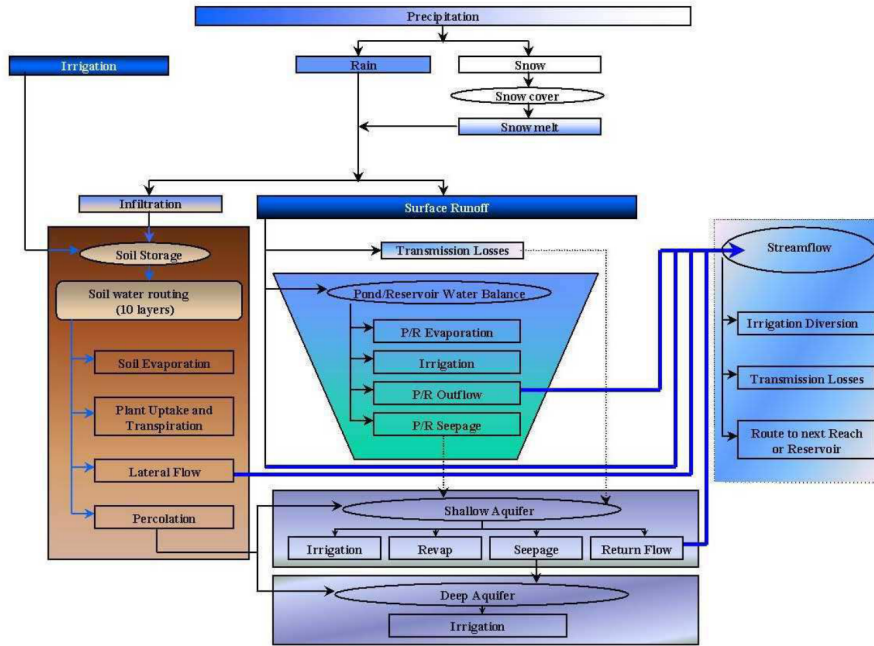 Precipitation
Irrigation
Rain
Snow
Snow cover
Snow melt
Infiltration
Surface Runoff
Soil Storage
Transmission Losses
Streamflow
Soil water routing
(10 layers)
Pond/Reservoir Water Balance
P/R Evaporation
Irrigation Diversion
Soil Evaporation
Irrigation
P/R Outflow
Transmission Losses
Plant Uptake and
Transpiration
P/R Seepage
Route to next Reach
or Reservoir
Lateral Flow
Percolation
Shallow Aquifer
Irrigation
Revap
Seepage
Return Flow
Deep Aquifer
Irrigation